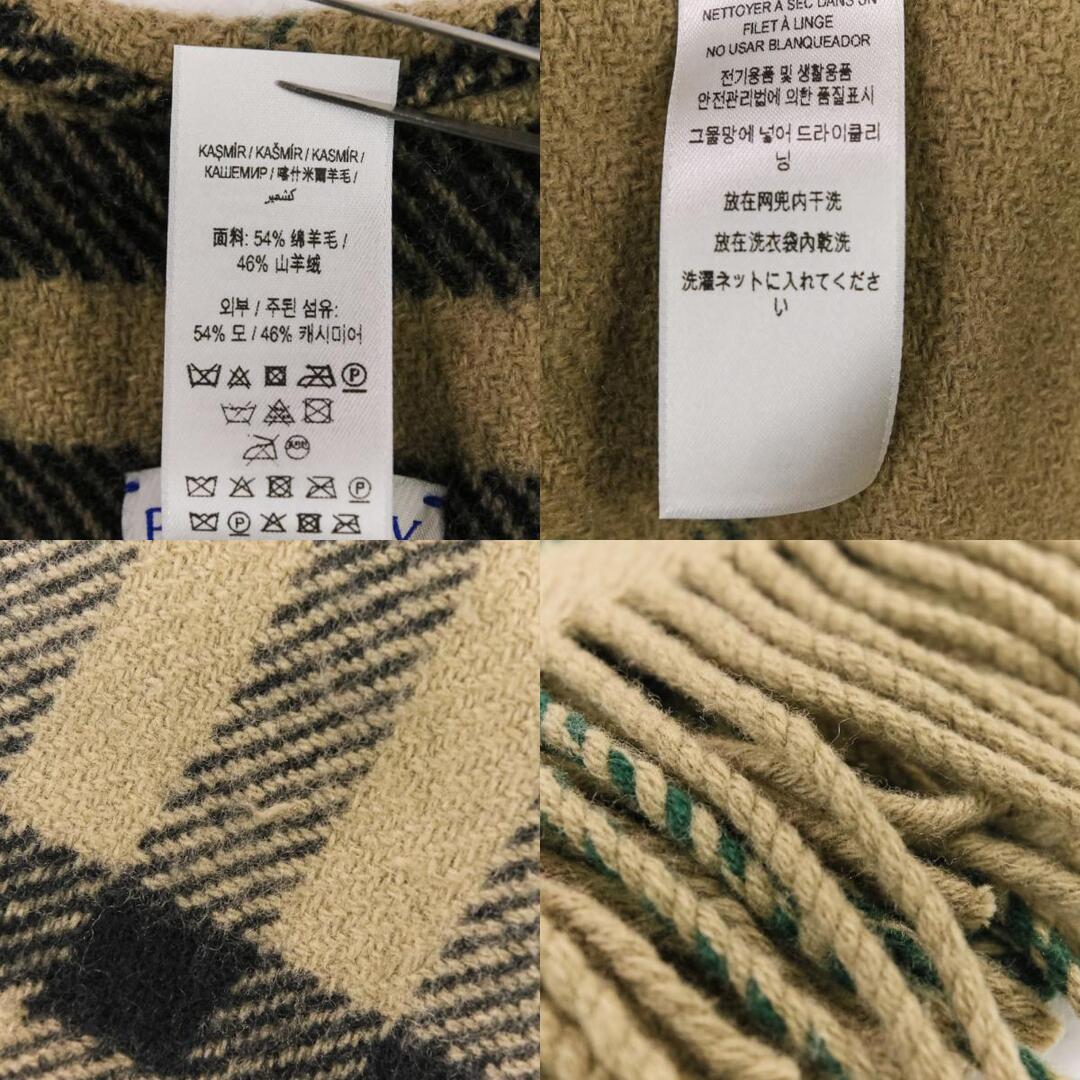 KAŞMİR / KAŠMÍR / KASMÍR /
КАШЕМИР / 喀什米爾羊毛 /
كشمير
面料: 54% 绵羊毛 /
46% 山羊绒
외부 / 주된 섬유:
54% 모 / 46% 캐시미어
P
P
P
NETTOYER À SEC DANS UN
FILET À LINGE
NO USAR BLANQUEADOR
전기용품 및 생활용품
안전관리법에 의한 품질표시
그물망에 넣어 드라이클리
닝
放在网兜内干洗
放在洗衣袋內乾洗
洗濯ネットに入れてくださ
い